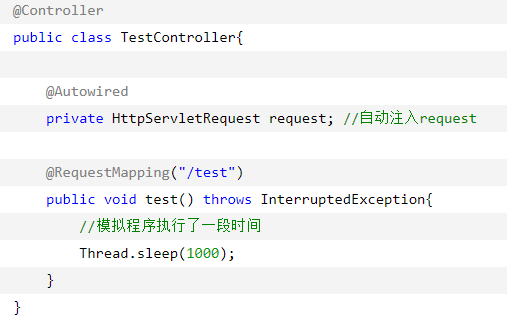 @Controller
public class TestController{
@Autowired
private HttpServletRequest request; //自动注入request
@RequestMapping("/test")
public void test() throws InterruptedException{
//模拟程序执行了一段时间
Thread.sleep(1000);
}
}